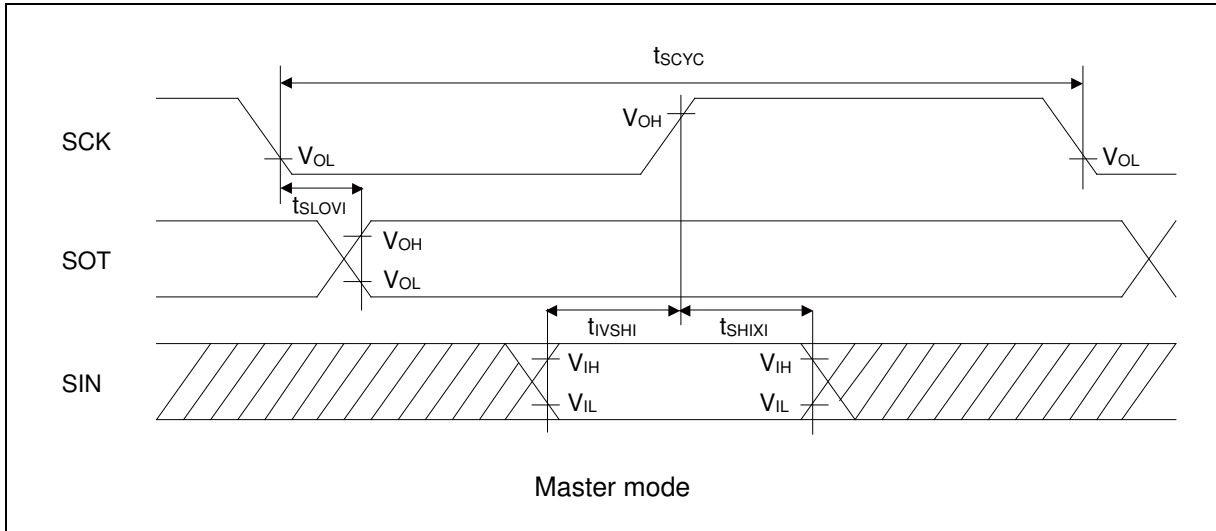 tSCYC
SCK
VOH
VOL
VOL
tSLOVI
SOT
VOH
VOL
tIVSHI
tSHIXI
SIN
VIH
VIH
VIL
VIL
Master mode